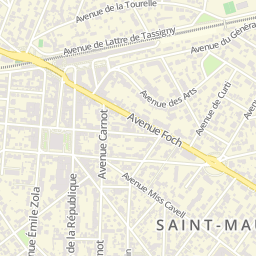 Avenue de la Tourelle
Avenue de Lattre de Tassigny
Avenue du Généra
Avenue des Arts
Avenue de Curti
Avenue Foch
Avenue Carnot
Avenue Miss Cavell
Avenue Émile Zola
de la République
SAINT-MAU